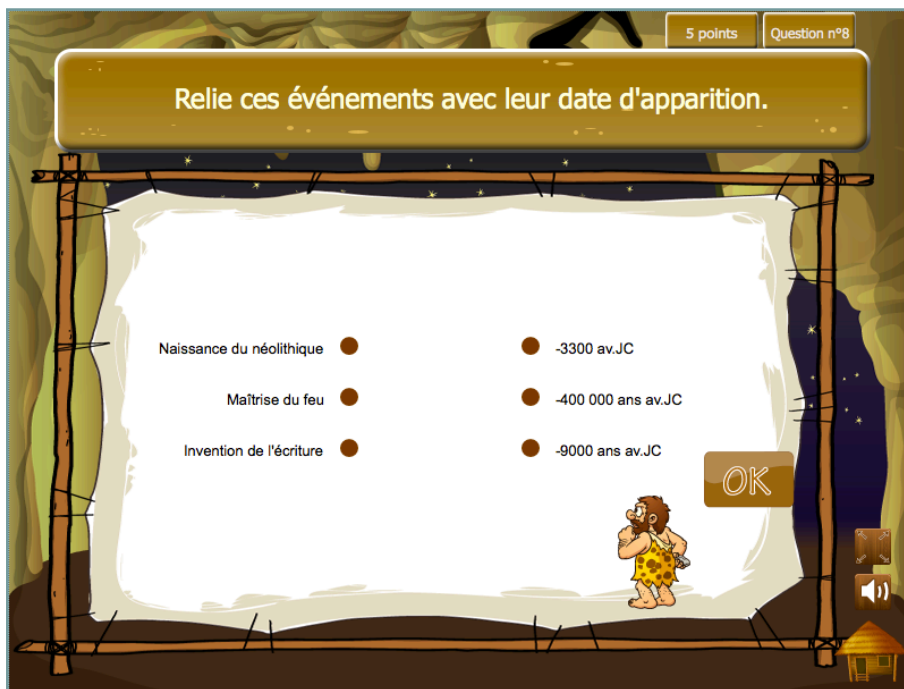 5 points
Question n°8
Relie ces événements avec leur date d'apparition.
Naissance du néolithique
-3300 av.JC
Maîtrise du feu
-400 000 ans av.JC
Invention de l'écriture
-9000 ans av.JC
OK